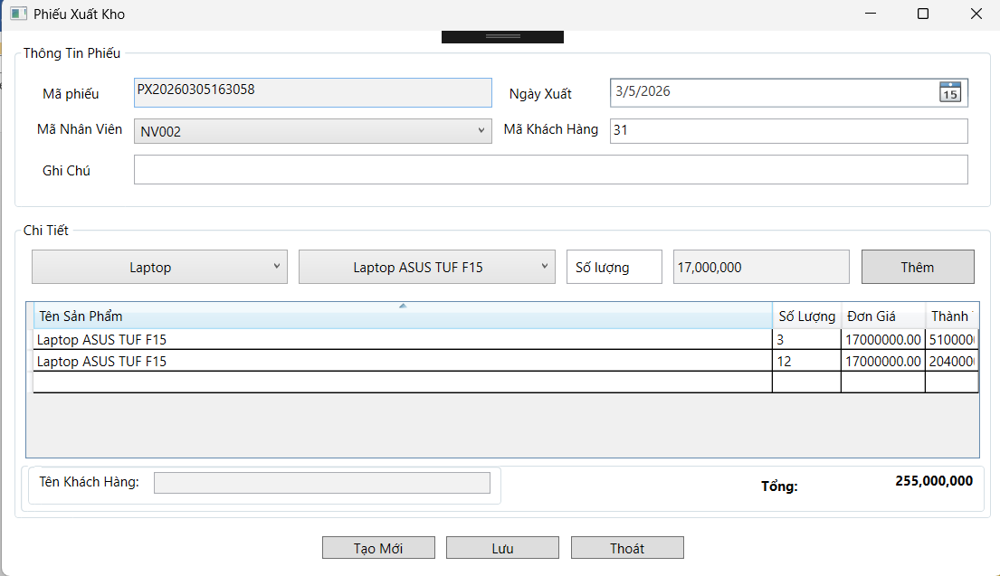 Phiếu Xuất Kho
Thông Tin Phiếu
Mã phiếu PX20260305163058 Ngày Xuất 3/5/2026 15
Mã Nhân Viên NV002 Mã Khách Hàng 31
Ghi Chú
Chi Tiết
Laptop Laptop ASUS TUF F15 Số lượng 17,000,000 Thêm
Tên Sản Phẩm Số Lượng Đơn Giá Thành
Laptop ASUS TUF F15 3 17000000.00 510000
Laptop ASUS TUF F15 12 17000000.00 204000
Tên Khách Hàng: Tổng: 255,000,000
Tạo Mới Lưu Thoát